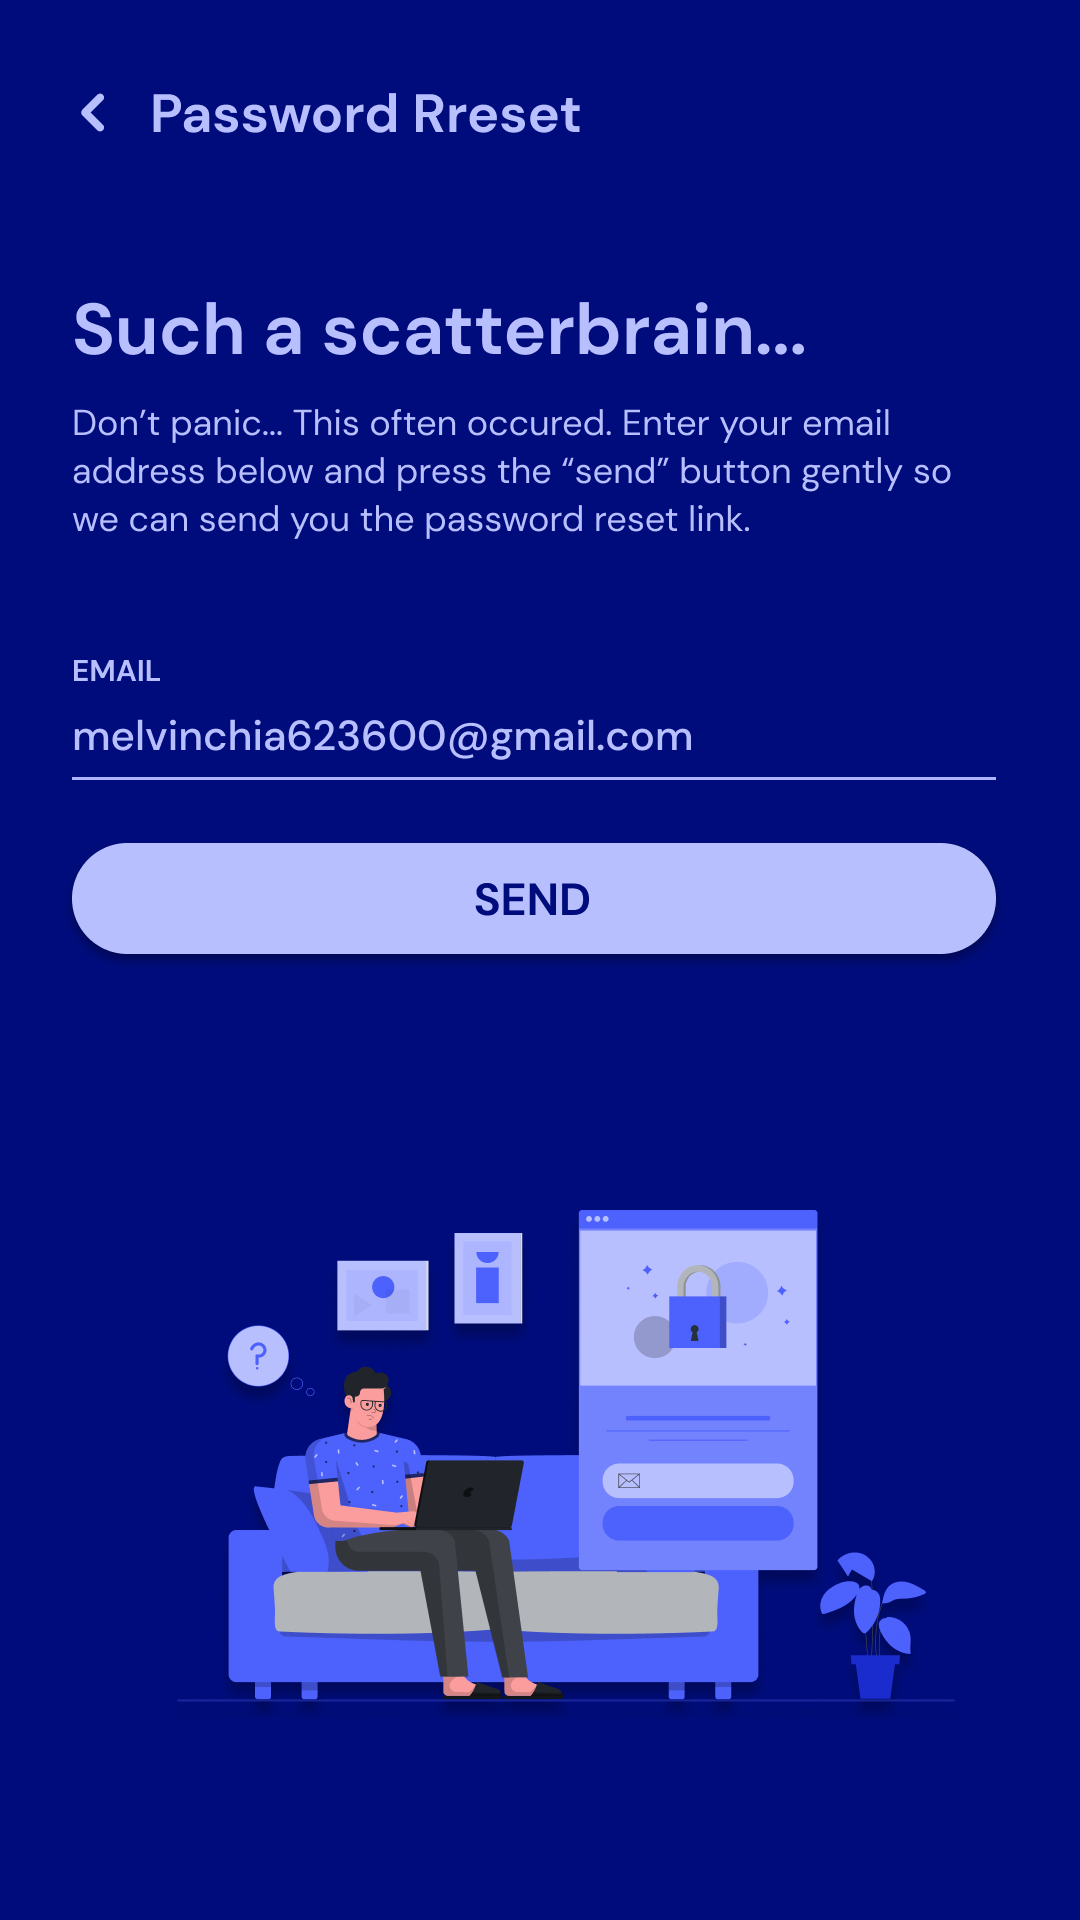 Password Rreset
Such a scatterbrain...
Don’t panic... This often occured. Enter your email
address below and press the “send” button gently so
we can send you the password reset link.
EMAIL
melvinchia623600@gmail.com
SEND
?